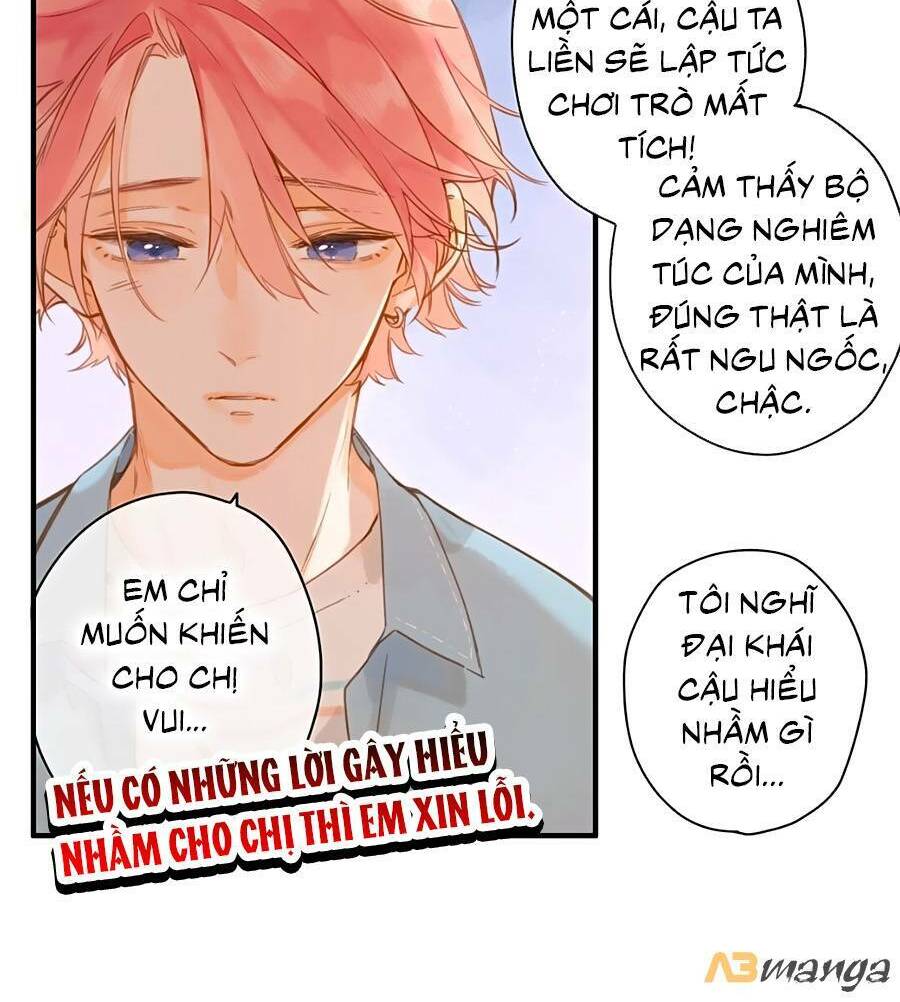 MỘT CÁI, CẬU TA
LIỀN SẼ LẬP TỨC
CHƠI TRÒ MẤT
TÍCH!
CẢM THẤY BỘ
DẠNG NGHIÊM
TÚC CỦA MÌNH,
ĐÚNG THẬT LÀ
RẤT NGU NGỐC,
CHẬC.
EM CHỈ
MUỐN KHIẾN
CHO CHỊ
VUI...
NẾU CÓ NHỮNG LỜI GÂY HIỂU
NHẦM CHO CHỊ THÌ EM XIN LỖI.
TÔI NGHĨ
ĐẠI KHÁI
CẬU HIỂU
NHẦM GÌ
RỒI...
A3manga